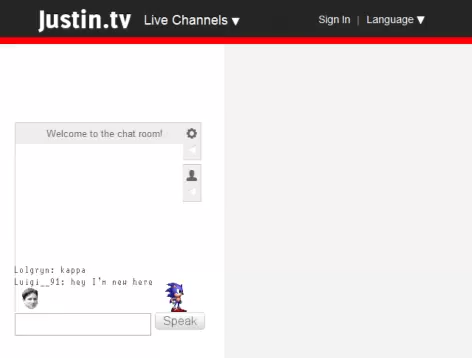 Justin.tv Live Channels ▼ Sign In | Language ▼
Welcome to the chat room!
Lolgryn: kappa
Luigi__91: hey I'm new here
Speak